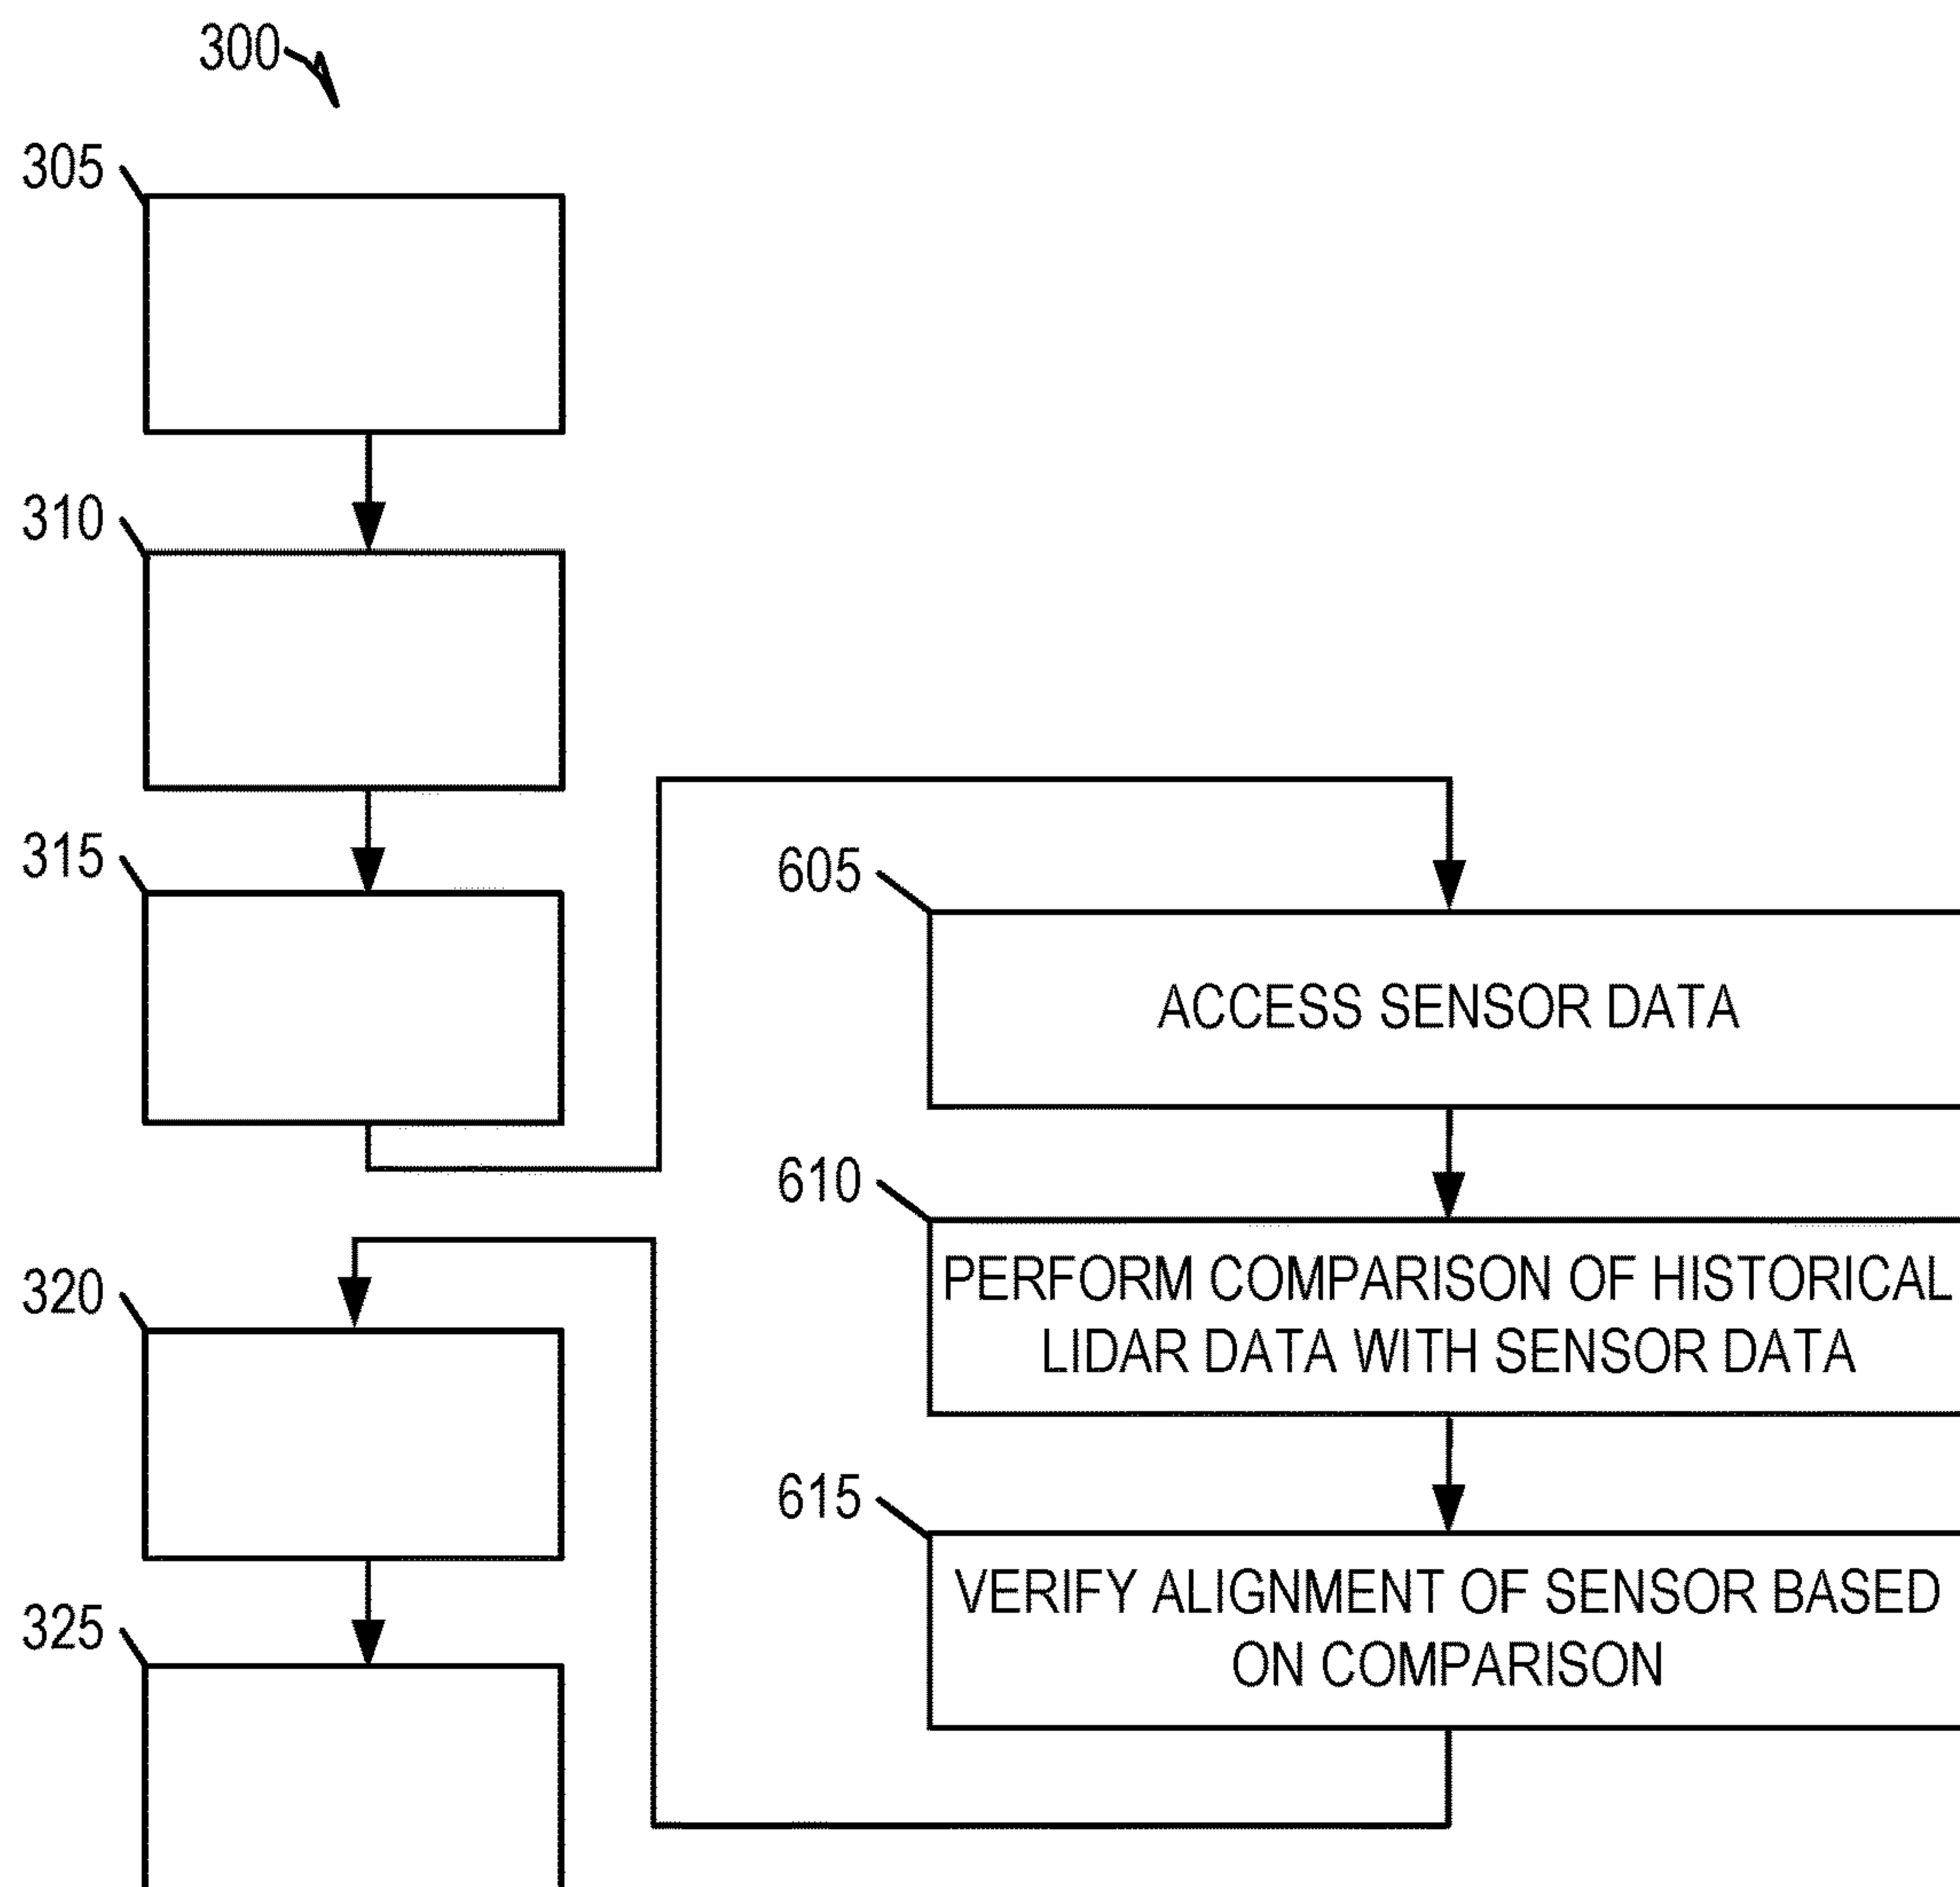 300
305
310
315
605
ACCESS SENSOR DATA
610
PERFORM COMPARISON OF HISTORICAL
LIDAR DATA WITH SENSOR DATA
320
615
VERIFY ALIGNMENT OF SENSOR BASED
ON COMPARISON
325